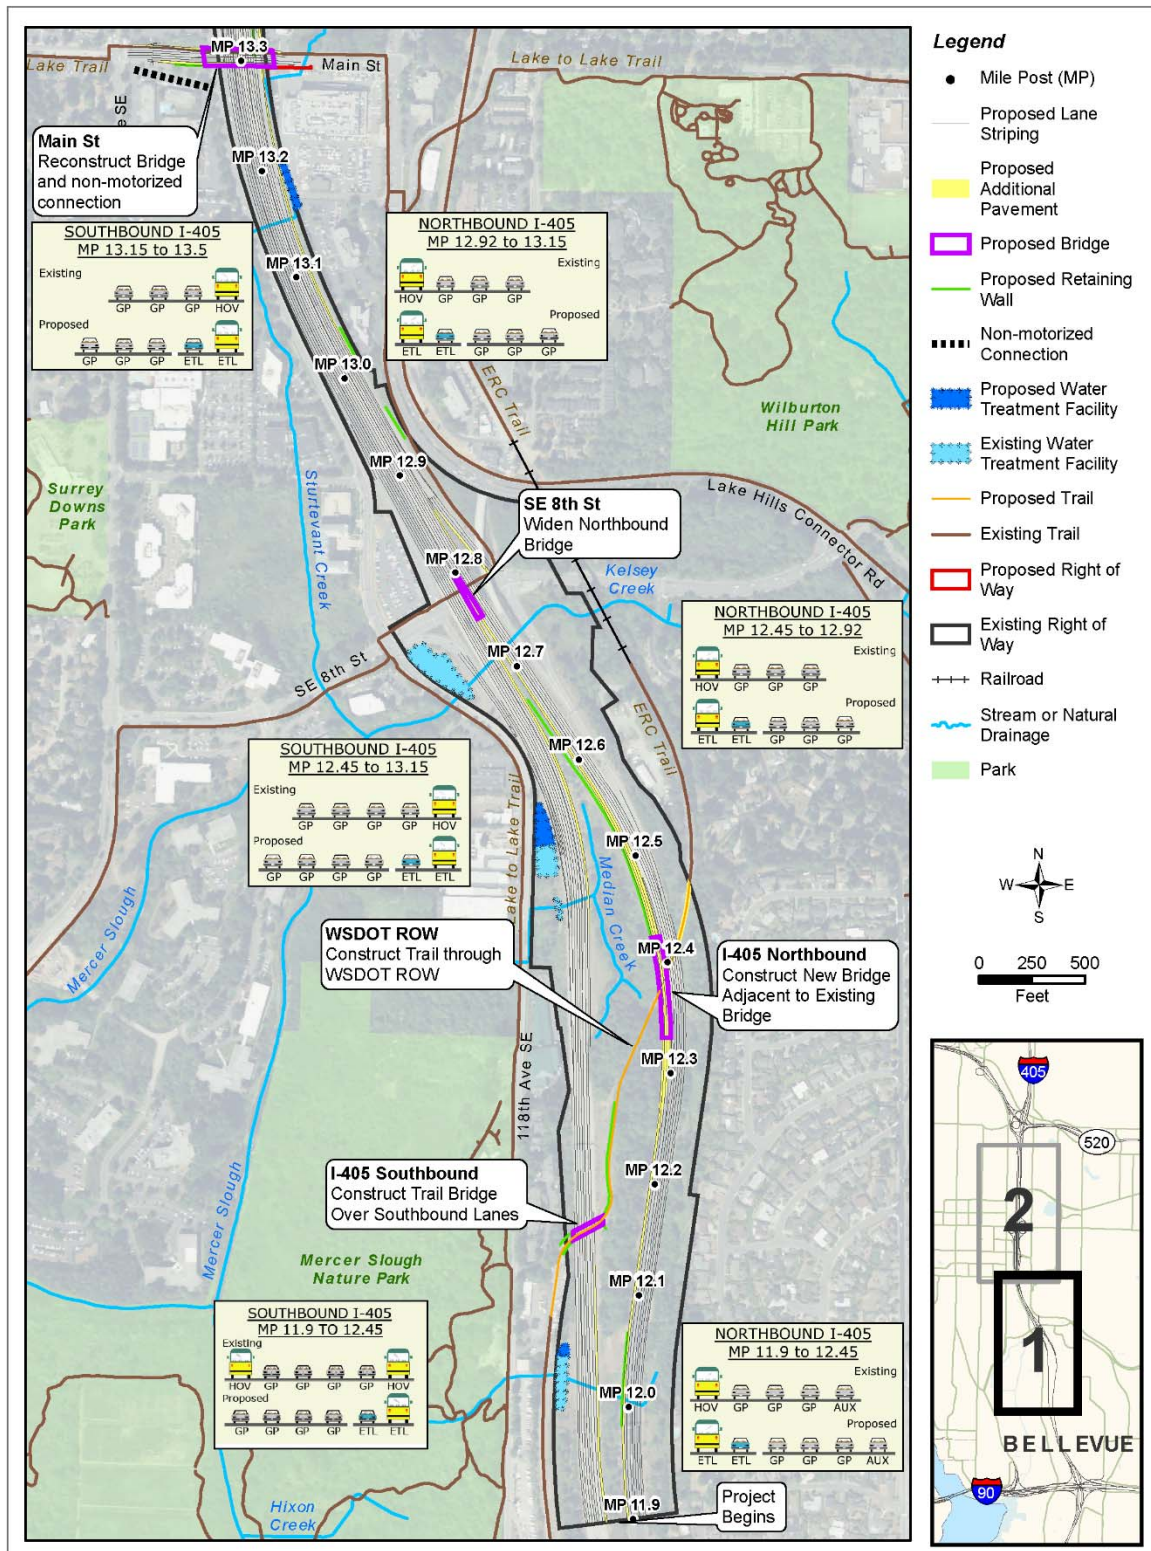 MP 13.3
Lake Trail
Main St
Lake to Lake Trail
e SE
Main St
Reconstruct Bridge
and non-motorized
connection
MP 13.2
SOUTHBOUND I-405
MP 13.15 to 13.5
Existing
GP GP GP HOV
Proposed
GP GP GP ETL ETL
NORTHBOUND I-405
MP 12.92 to 13.15
Existing
HOV GP GP GP
Proposed
ETL ETL GP GP GP
MP 13.1
MP 13.0
ERC Trail
Wilburton
Hill Park
MP 12.9
Surrey
Downs
Park
Sturtevant Creek
Lake Hills Connector Rd
SE 8th St
Widen Northbound
Bridge
MP 12.8
Kelsey
Creek
NORTHBOUND I-405
MP 12.45 to 12.92
Existing
HOV GP GP GP
Proposed
ETL ETL GP GP GP
MP 12.7
SE 8th St
ERC Trail
SOUTHBOUND I-405
MP 12.45 to 13.15
Existing
GP GP GP GP HOV
Proposed
GP GP GP GP ETL ETL
MP 12.6
Lake to Lake Trail
MP 12.5
Median Creek
Mercer Slough
WSDOT ROW
Construct Trail through
WSDOT ROW
MP 12.4
I-405 Northbound
Construct New Bridge
Adjacent to Existing
Bridge
118th Ave SE
MP 12.3
I-405 Southbound
Construct Trail Bridge
Over Southbound Lanes
MP 12.2
Mercer Slough
Mercer Slough
Nature Park
MP 12.1
SOUTHBOUND I-405
MP 11.9 TO 12.45
Existing
HOV GP GP GP GP HOV
Proposed
GP GP GP GP ETL ETL
NORTHBOUND I-405
MP 11.9 to 12.45
Existing
HOV GP GP GP AUX
Proposed
ETL ETL GP GP GP AUX
MP 12.0
Hixon
Creek
MP 11.9
Project
Begins
Legend
Mile Post (MP)
Proposed Lane
Striping
Proposed
Additional
Pavement
Proposed Bridge
Proposed Retaining
Wall
Non-motorized
Connection
Proposed Water
Treatment Facility
Existing Water
Treatment Facility
Proposed Trail
Existing Trail
Proposed Right of
Way
Existing Right of
Way
Railroad
Stream or Natural
Drainage
Park
N
W E
S
0 250 500
Feet
405
520
2
1
BELLEVUE
90